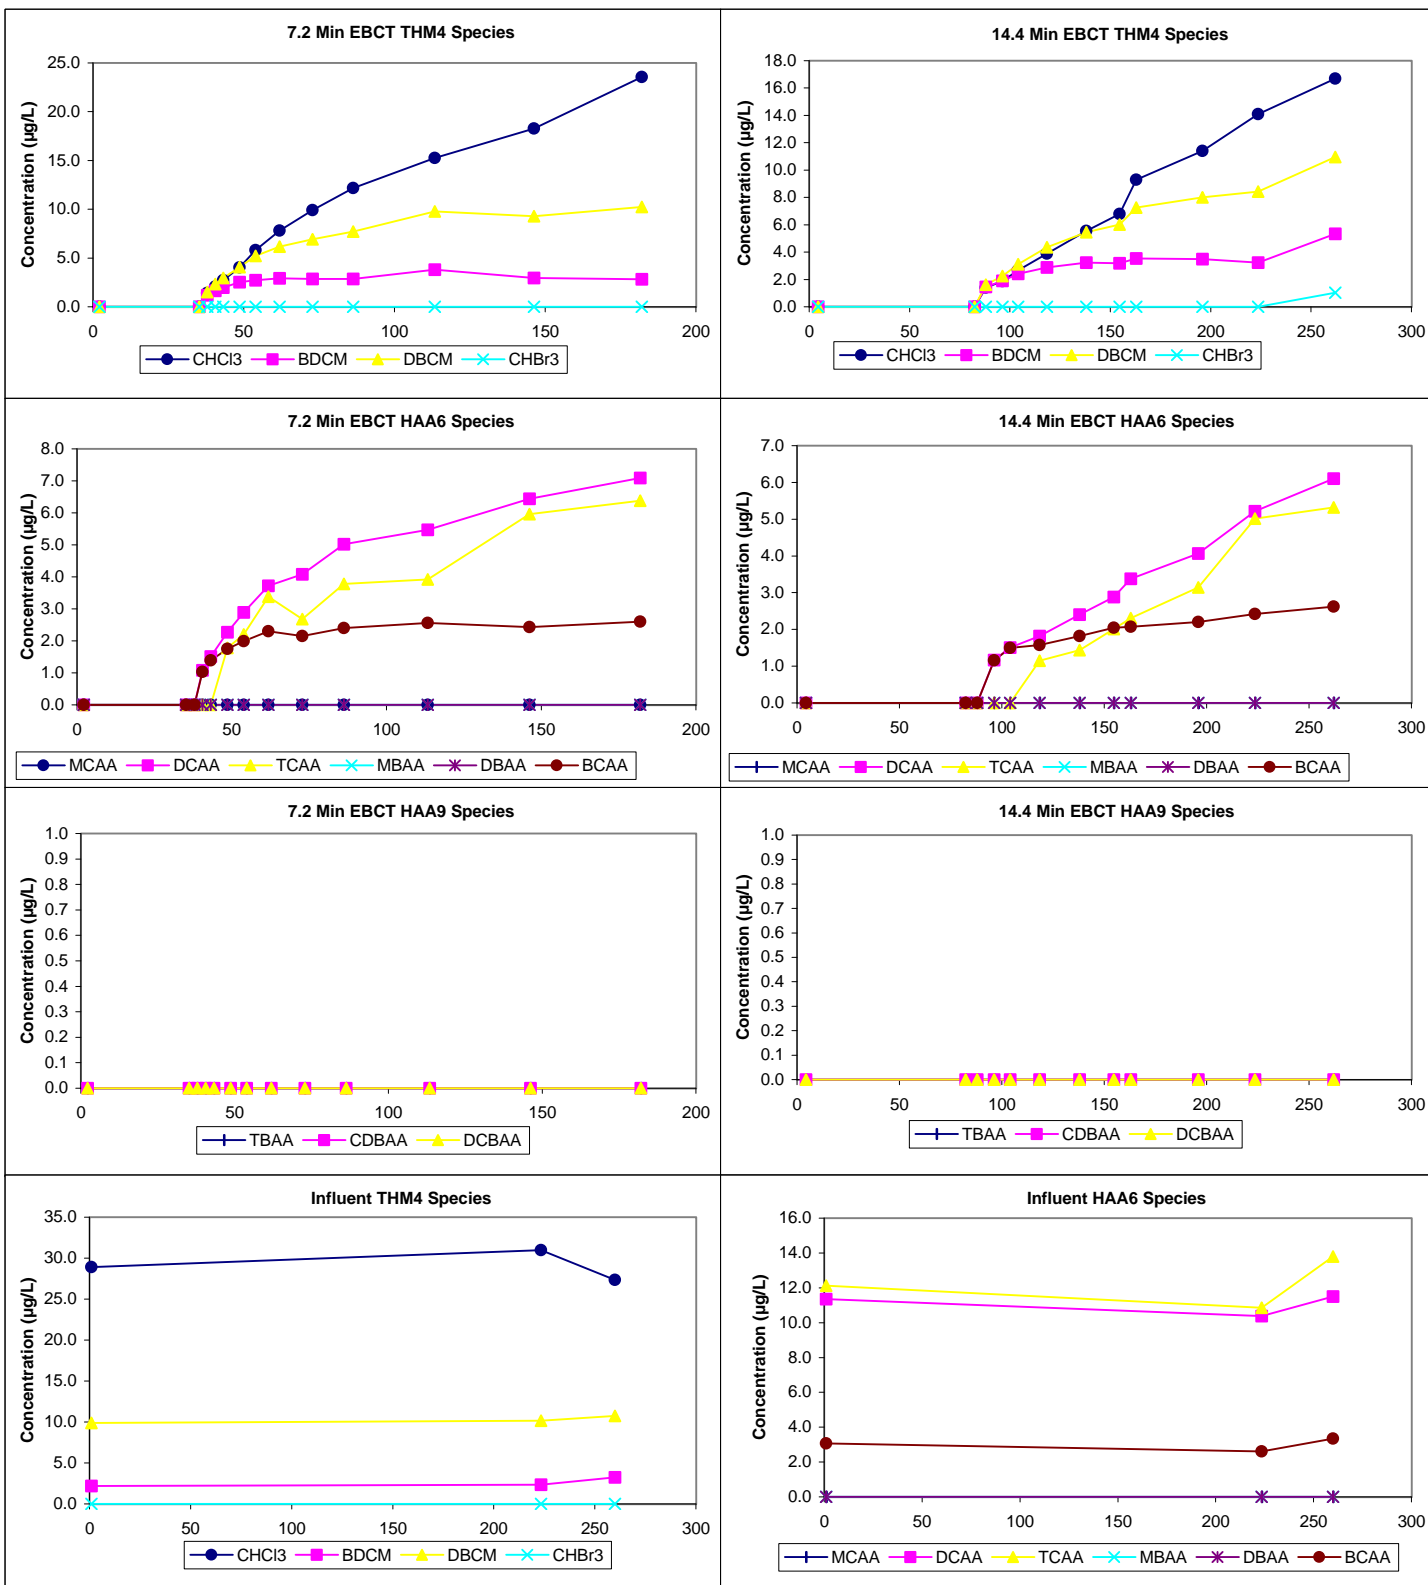 7.2 Min EBCT THM4 Species
Concentration (µg/L)
25.0
20.0
15.0
10.0
5.0
0.0
0 50 100 150 200
CHCl3 BDCM DBCM CHBr3
14.4 Min EBCT THM4 Species
Concentration (µg/L)
18.0
16.0
14.0
12.0
10.0
8.0
6.0
4.0
2.0
0.0
0 50 100 150 200 250 300
CHCl3 BDCM DBCM CHBr3
7.2 Min EBCT HAA6 Species
Concentration (µg/L)
8.0
7.0
6.0
5.0
4.0
3.0
2.0
1.0
0.0
0 50 100 150 200
MCAA DCAA TCAA MBAA DBAA BCAA
14.4 Min EBCT HAA6 Species
Concentration (µg/L)
7.0
6.0
5.0
4.0
3.0
2.0
1.0
0.0
0 50 100 150 200 250 300
MCAA DCAA TCAA MBAA DBAA BCAA
7.2 Min EBCT HAA9 Species
Concentration (µg/L)
1.0
0.9
0.8
0.7
0.6
0.5
0.4
0.3
0.2
0.1
0.0
0 50 100 150 200
TBAA CDBAA DCBAA
14.4 Min EBCT HAA9 Species
Concentration (µg/L)
1.0
0.9
0.8
0.7
0.6
0.5
0.4
0.3
0.2
0.1
0.0
0 50 100 150 200 250 300
TBAA CDBAA DCBAA
Influent THM4 Species
Concentration (µg/L)
35.0
30.0
25.0
20.0
15.0
10.0
5.0
0.0
0 50 100 150 200 250 300
CHCl3 BDCM DBCM CHBr3
Influent HAA6 Species
Concentration (µg/L)
16.0
14.0
12.0
10.0
8.0
6.0
4.0
2.0
0.0
0 50 100 150 200 250 300
MCAA DCAA TCAA MBAA DBAA BCAA